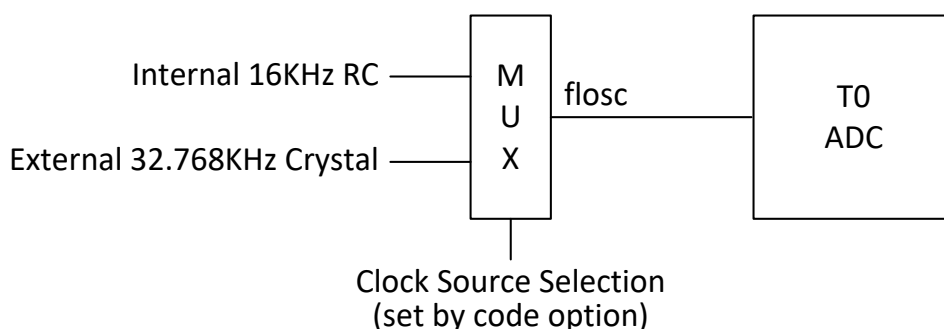 Internal 16KHz RC
External 32.768KHz Crystal
M
U
X
flosc
T0
ADC
Clock Source Selection
(set by code option)